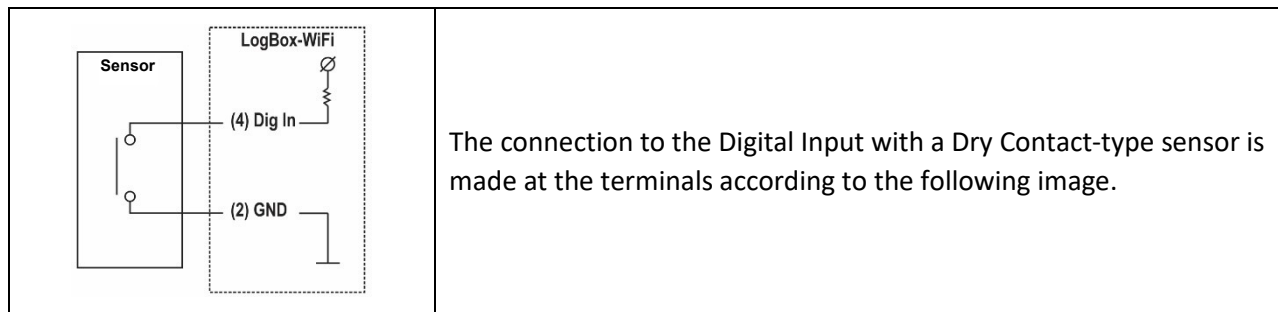 LogBox-WiFi
Sensor
(4) Dig In
(2) GND
The connection to the Digital Input with a Dry Contact-type sensor is
made at the terminals according to the following image.